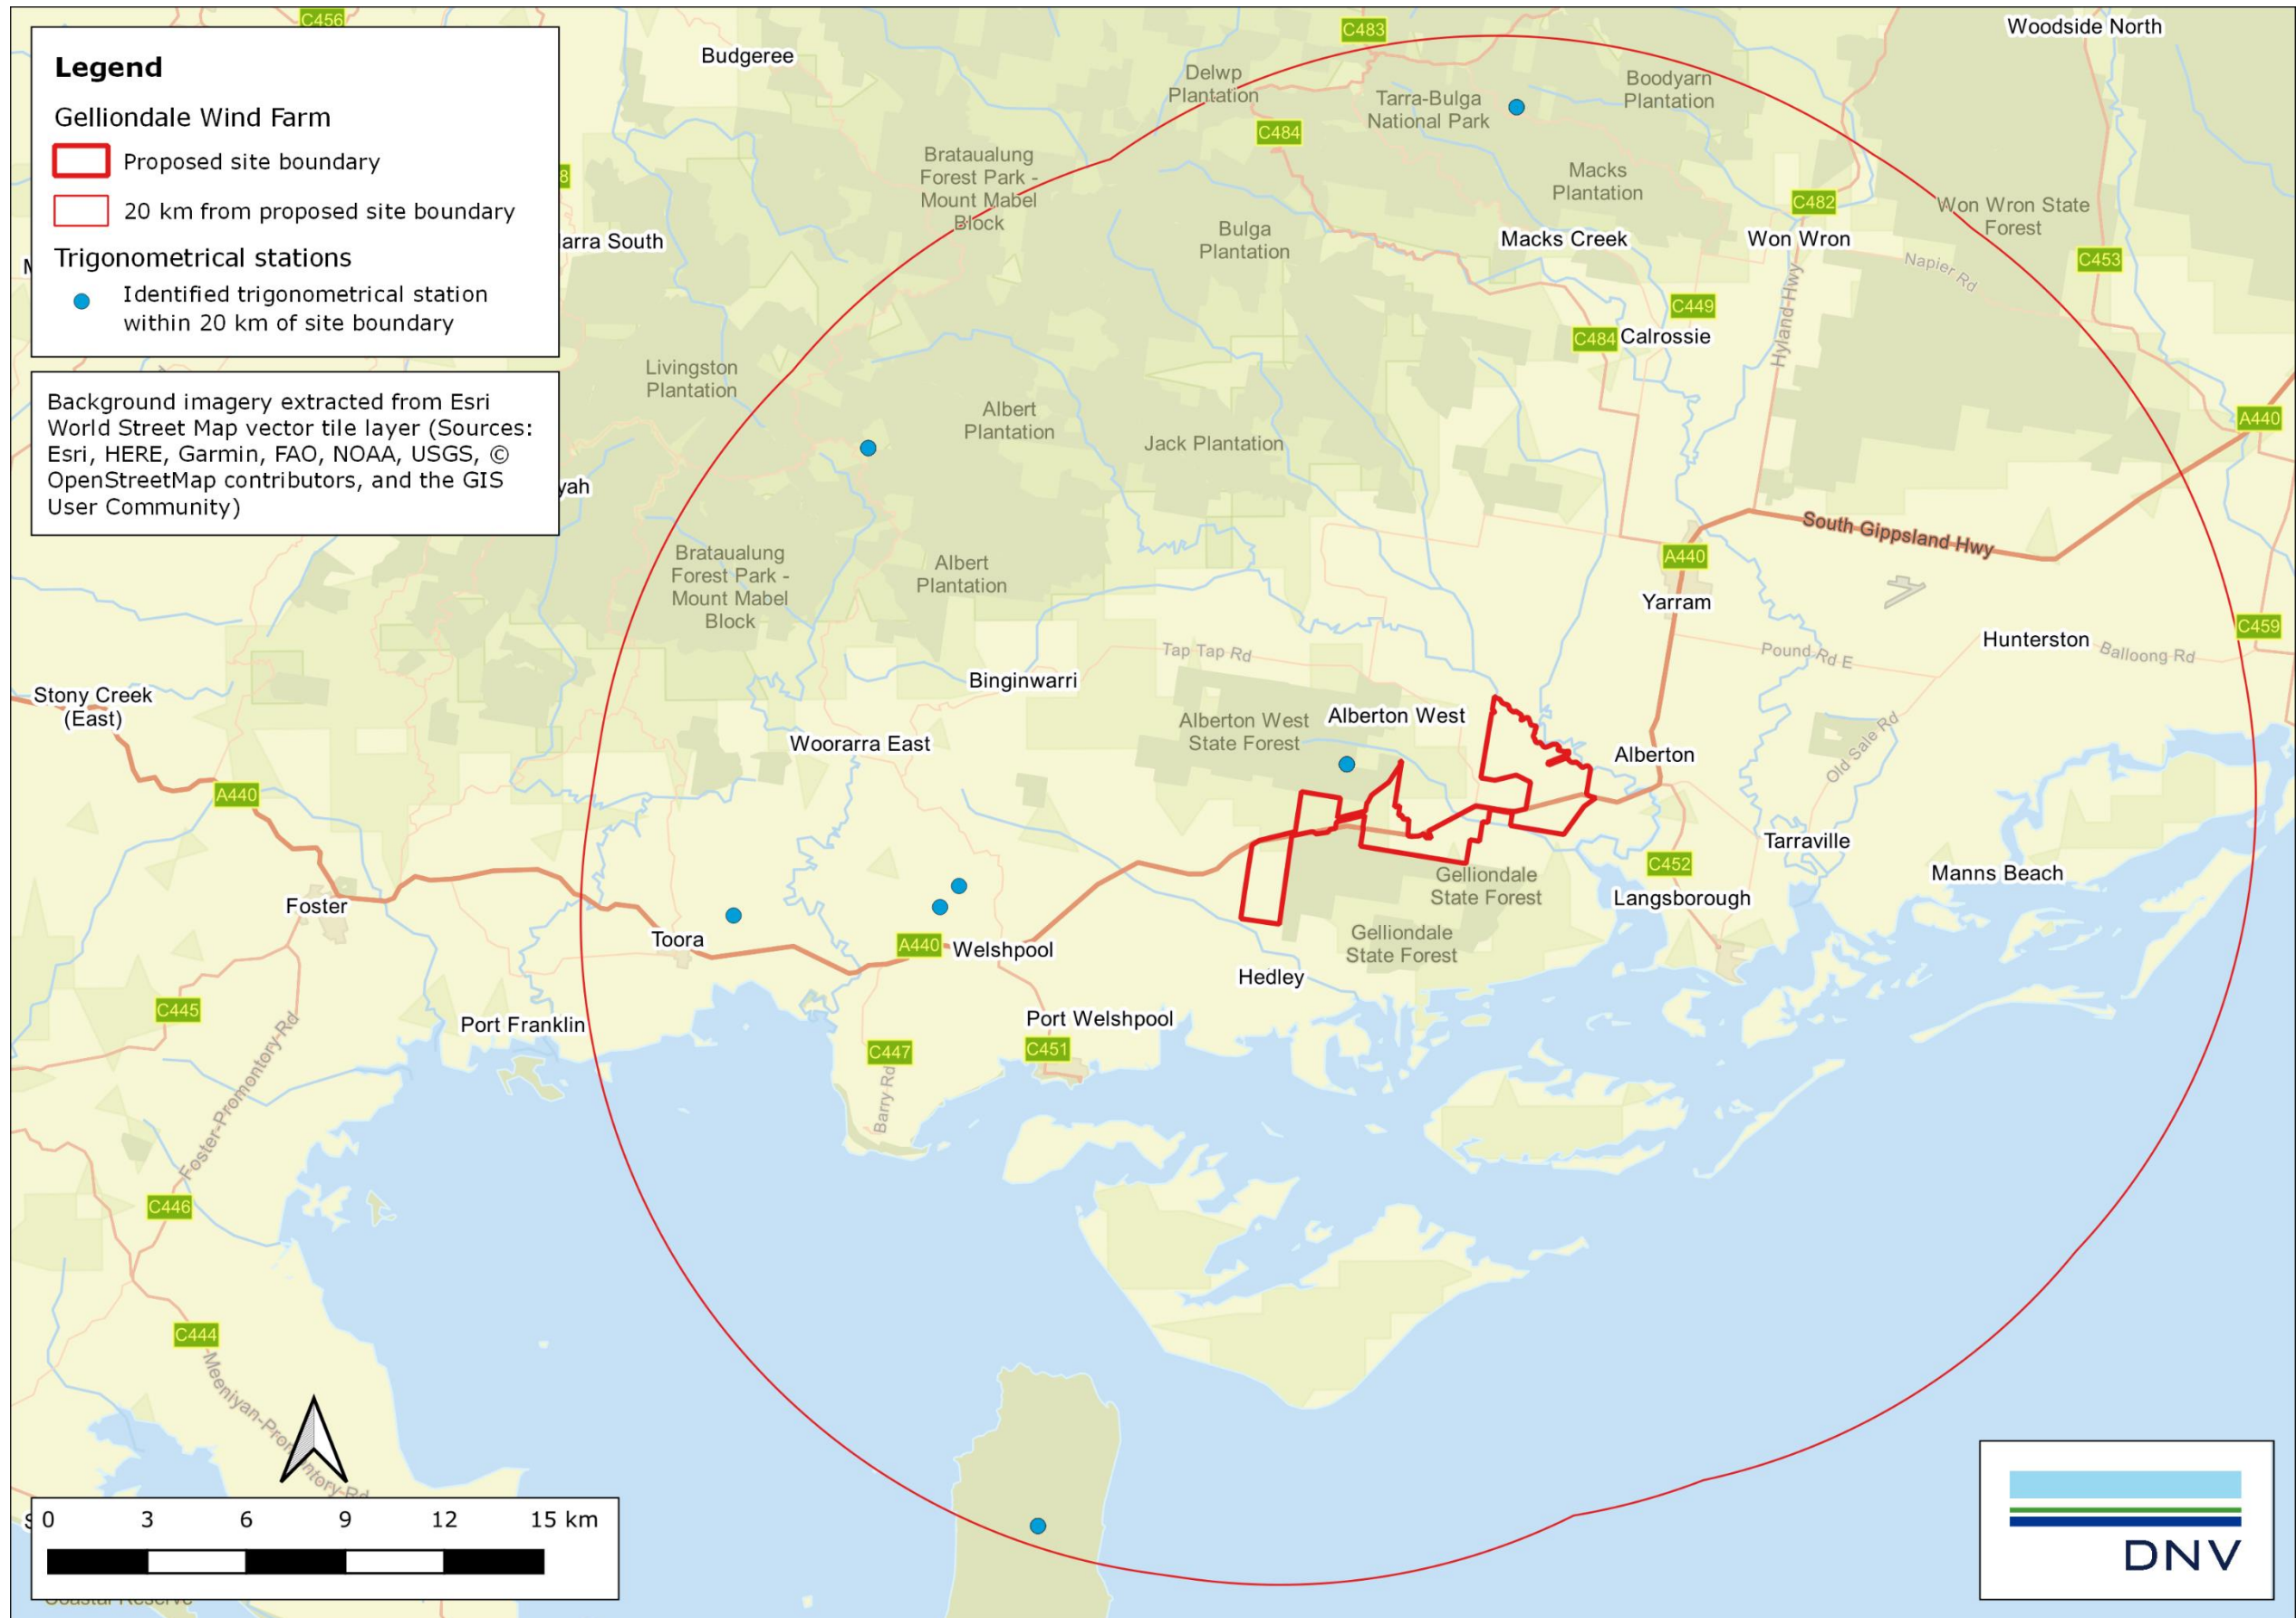 Legend
Gelliondale Wind Farm
Proposed site boundary
20 km from proposed site boundary
Trigonometrical stations
Identified trigonometrical station
within 20 km of site boundary
Background imagery extracted from Esri
World Street Map vector tile layer (Sources:
Esri, HERE, Garmin, FAO, NOAA, USGS, ©
OpenStreetMap contributors, and the GIS
User Community)
C456
C483
Woodside North
Budgeree
Delwp
Plantation
Tarra-Bulga
National Park
Boodyarn
Plantation
C484
Brataualung
Forest Park -
Mount Mabel
Block
Macks
Plantation
8
C482
Won Wron State
Forest
arra South
Bulga
Plantation
Macks Creek
Won Wron
C453
Napier Rd
Hyland Hwy
C449
C484
Calrossie
Livingston
Plantation
Albert
Plantation
Jack Plantation
A440
yah
South Gippsland Hwy
Brataualung
Forest Park -
Mount Mabel
Block
Albert
Plantation
A440
Yarram
C459
Hunterston
Balloong Rd
Pound Rd E
Tap Tap Rd
Binginwarri
Stony Creek
(East)
Alberton West
State Forest
Alberton West
Woorarra East
Alberton
Old Sale Rd
A440
Tarraville
C452
Manns Beach
Gelliondale
State Forest
Langsborough
Foster
Toora
A440
Welshpool
Gelliondale
State Forest
Hedley
C445
Port Franklin
Port Welshpool
C447
C451
Barry Rd
Foster-Promontory-Rd
C446
C444
Meeniyan-Promontory-Rd
0 3 6 9 12 15 km
DNV